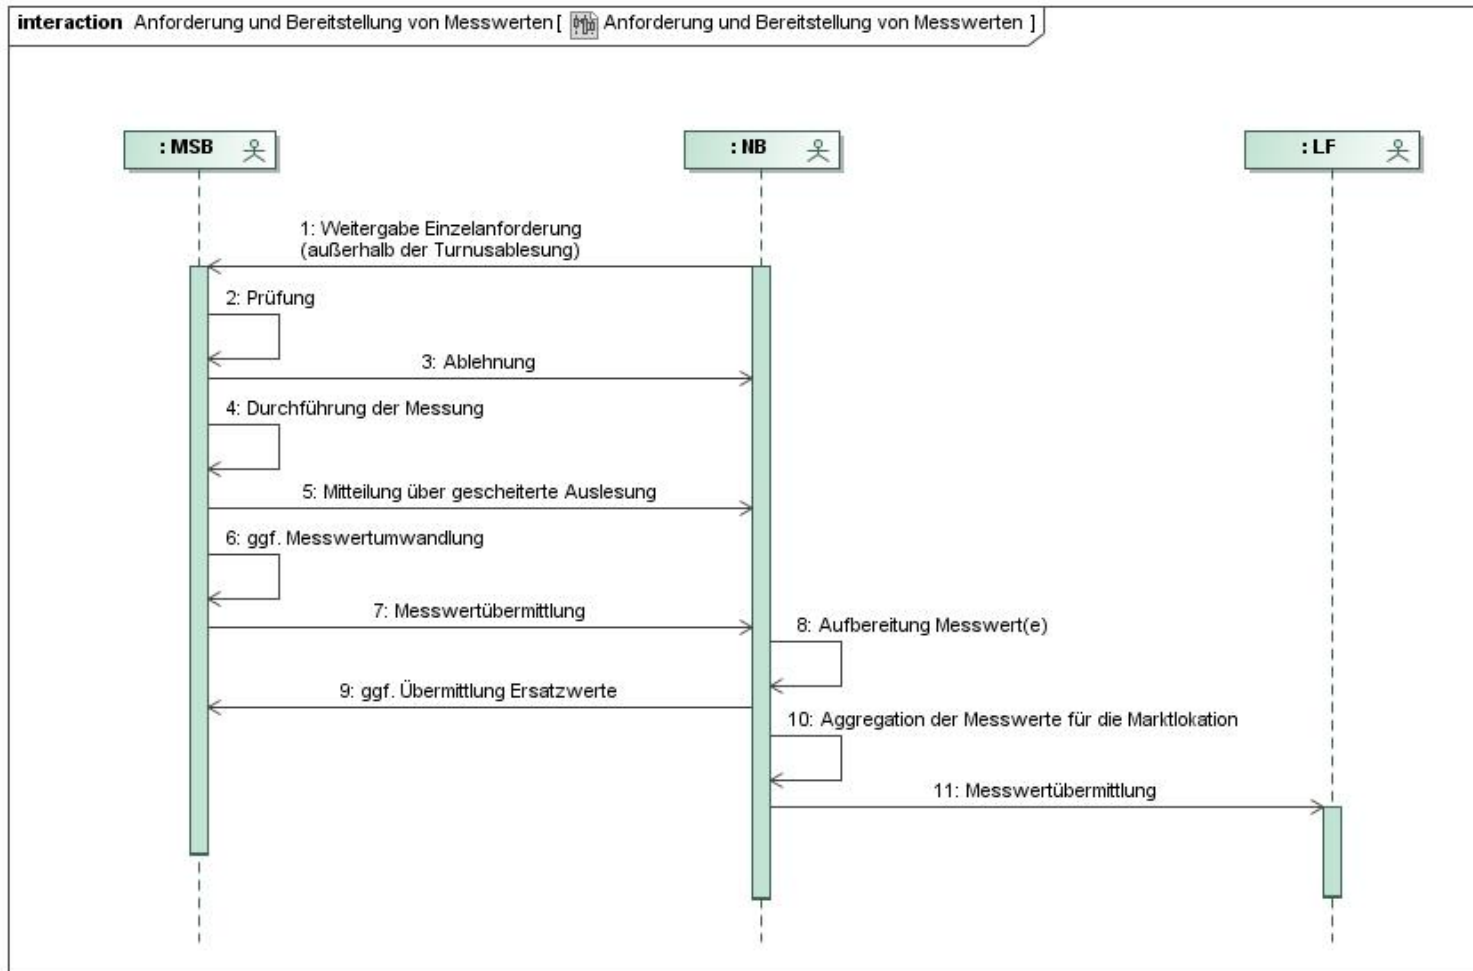 interaction Anforderung und Bereitstellung von Messwerten [ Anforderung und Bereitstellung von Messwerten ]
: MSB
: NB
: LF
1: Weitergabe Einzelanforderung
(außerhalb der Turnusablesung)
2: Prüfung
3: Ablehnung
4: Durchführung der Messung
5: Mitteilung über gescheiterte Auslesung
6: ggf. Messwertumwandlung
7: Messwertübermittlung
8: Aufbereitung Messwert(e)
9: ggf. Übermittlung Ersatzwerte
10: Aggregation der Messwerte für die Marktlokation
11: Messwertübermittlung